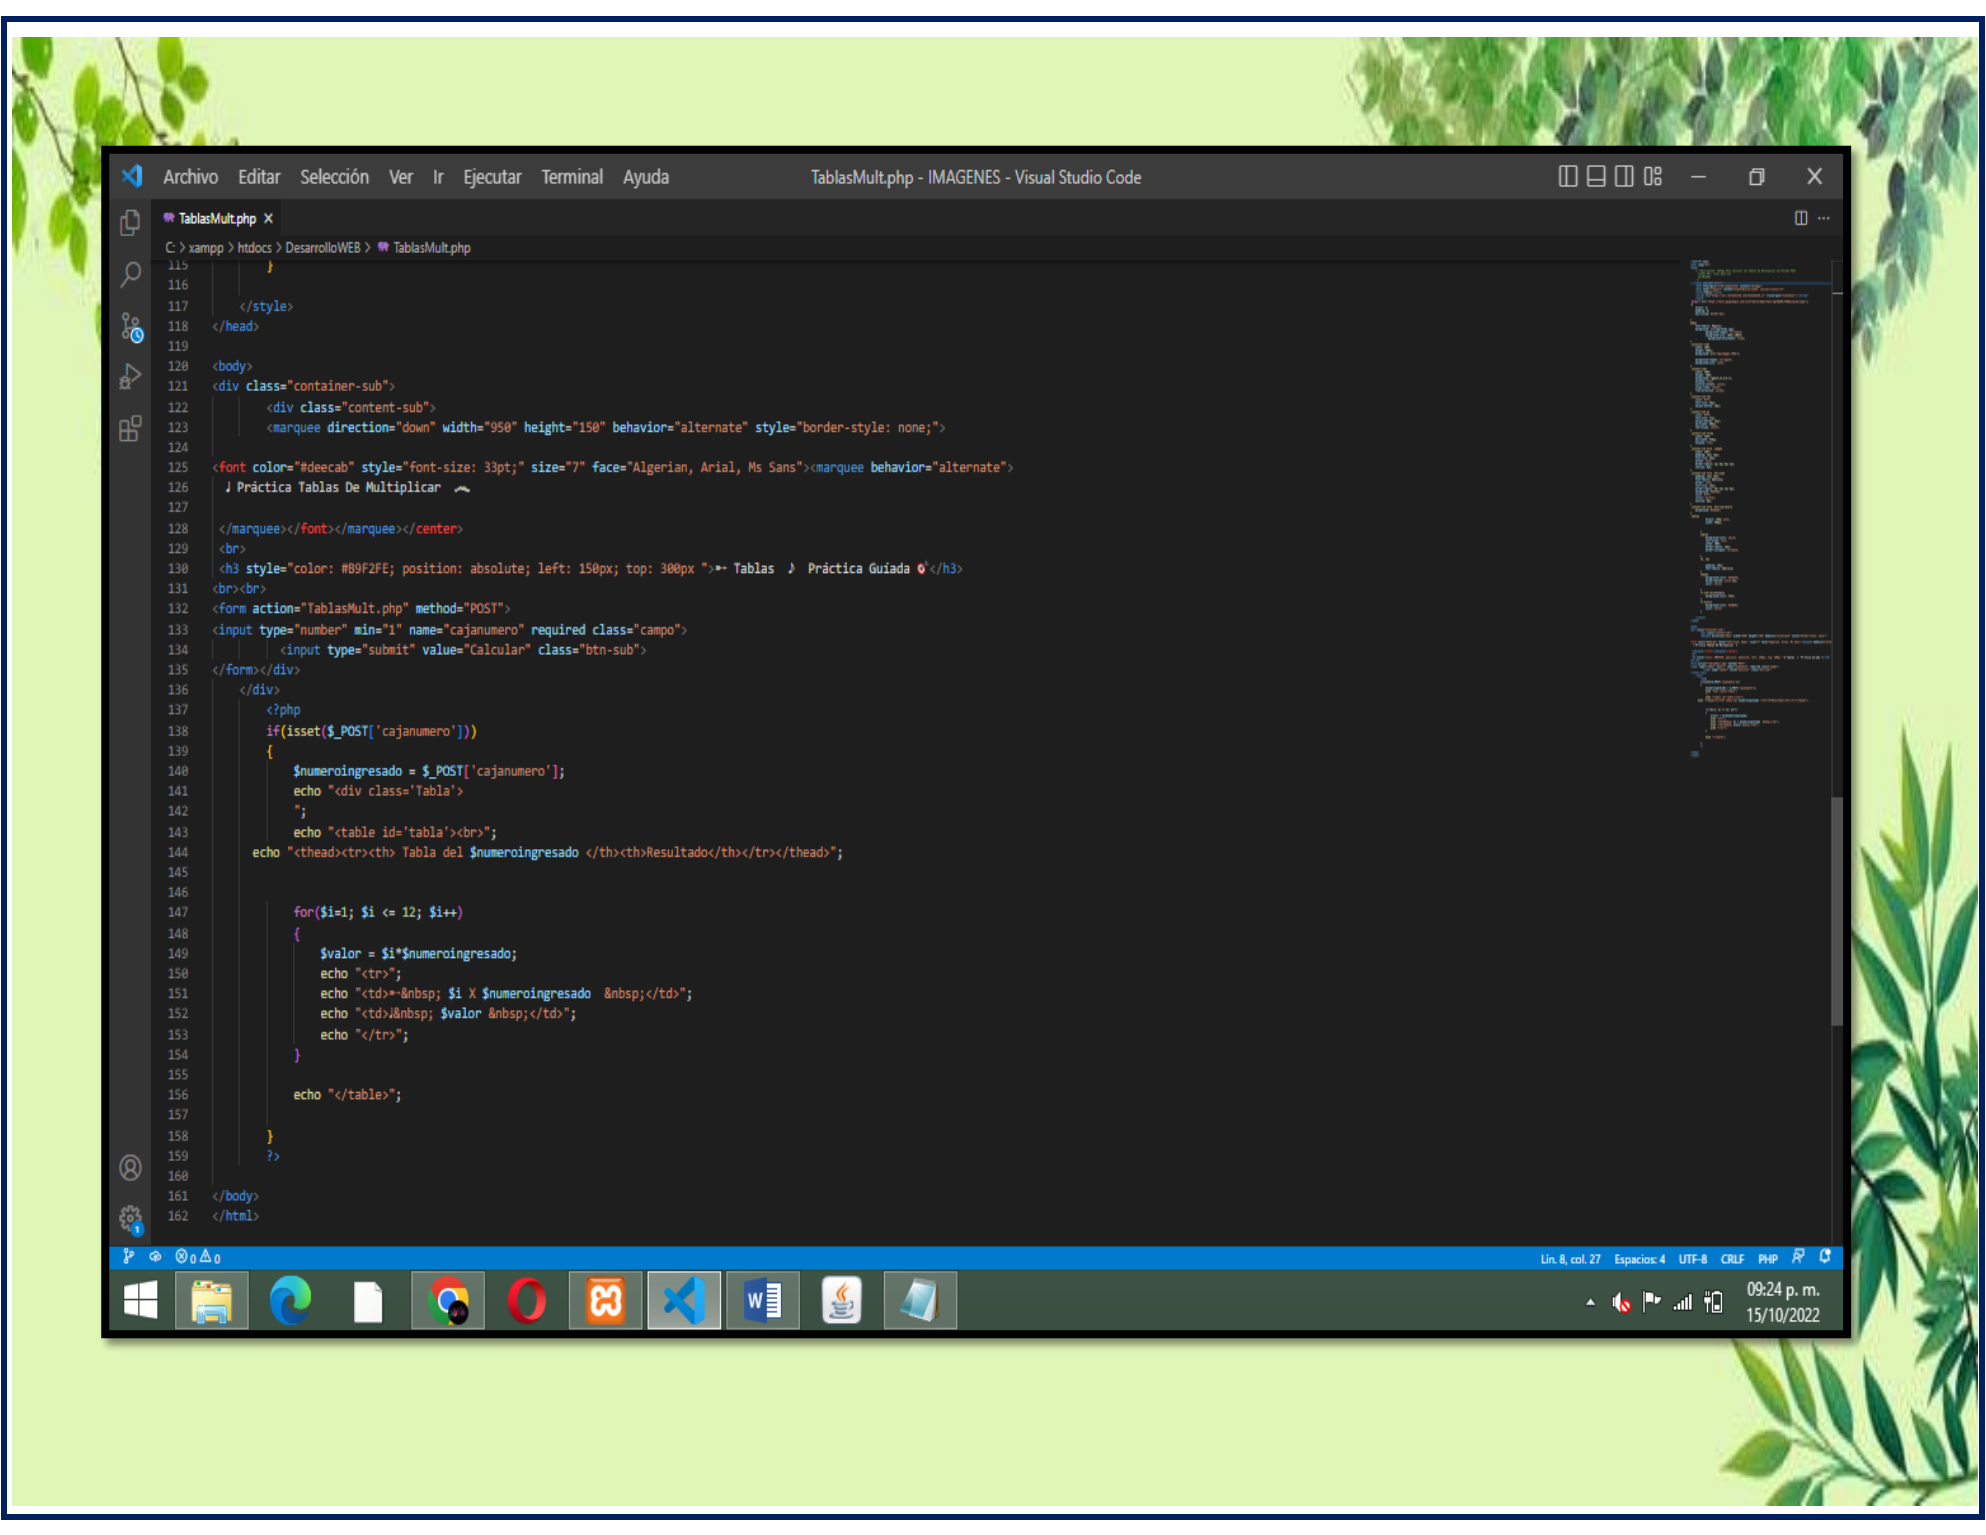 Archivo Editar Selección Ver Ir Ejecutar Terminal Ayuda TablasMult.php - IMAGENES - Visual Studio Code
TablasMult.php
C: > xampp > htdocs > DesarrolloWEB > TablasMult.php
115 }
116
117 </style>
118 </head>
119
120 <body>
121 <div class="container-sub">
122 <div class="content-sub">
123 <marquee direction="down" width="950" height="150" behavior="alternate" style="border-style: none;">
124
125 <font color="#deecab" style="font-size: 33pt;" size="7" face="Algerian, Arial, Ms Sans"><marquee behavior="alternate">
126 Práctica Tablas De Multiplicar
127
128 </marquee></font></marquee></center>
129 <br>
130 <h3 style="color: #B9F2FE; position: absolute; left: 150px; top: 300px "> Tablas ♪ Práctica Guíada </h3>
131 <br><br>
132 <form action="TablasMult.php" method="POST">
133 <input type="number" min="1" name="cajanumero" required class="campo">
134 <input type="submit" value="Calcular" class="btn-sub">
135 </form></div>
136 </div>
137 <?php
138 if(isset($_POST['cajanumero']))
139 {
140 $numeroingresado = $_POST['cajanumero'];
141 echo "<div class='Tabla'>
142 ";
143 echo "<table id='tabla'><br>";
144 echo "<thead><tr><th> Tabla del $numeroingresado </th><th>Resultado</th></tr></thead>";
145
146
147 for($i=1; $i <= 12; $i++)
148 {
149 $valor = $i*$numeroingresado;
150 echo "<tr>";
151 echo "<td>&nbsp; $i X $numeroingresado &nbsp;</td>";
152 echo "<td>&nbsp; $valor &nbsp;</td>";
153 echo "</tr>";
154 }
155
156 echo "</table>";
157
158 }
159 ?>
160
161 </body>
162 </html>
0 0 Lin. 8, col. 27 Espacios: 4 UTF-8 CRLF PHP
09:24 p. m.
15/10/2022